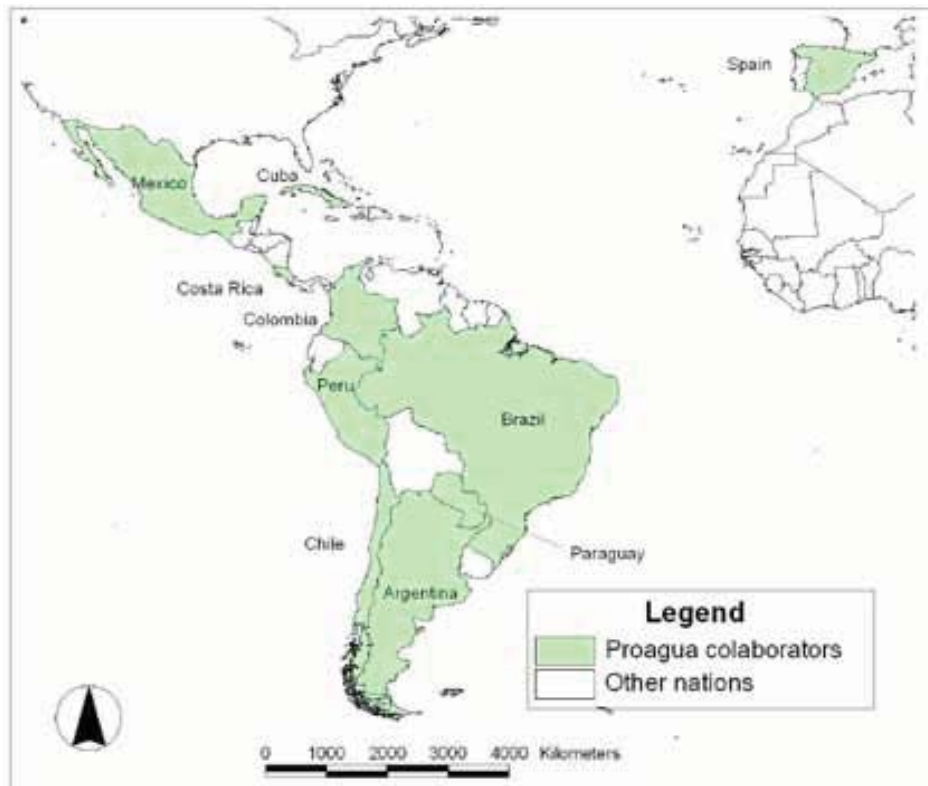 Spain
Mexico
Cuba
Costa Rica
Colombia
Peru
Brazil
Chile
Paraguay
Argentina
Legend
Proagua colaborators
Other nations
0 1000 2000 3000 4000 Kilometers